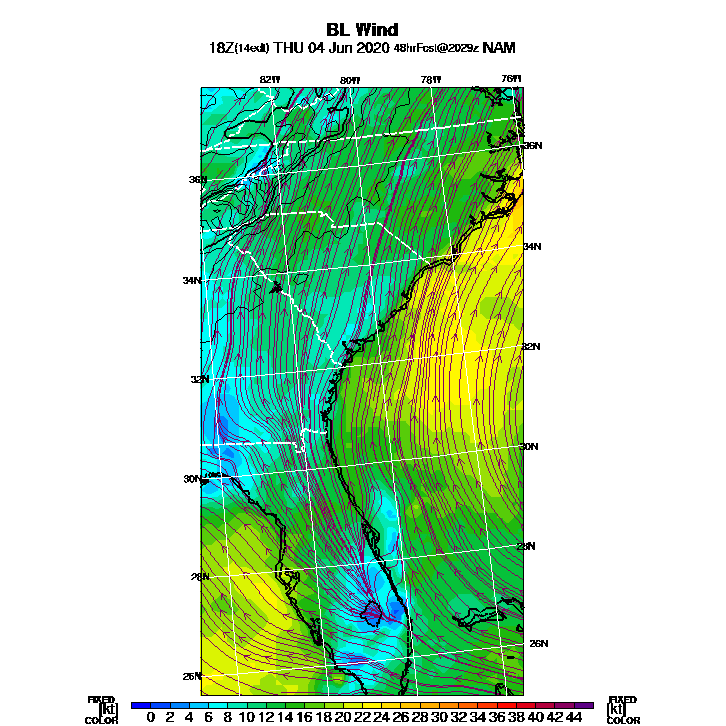 BL Wind
18Z(14edt) THU 04 Jun 2020 48hrFcst@2029z NAM
82W 80W 78W 76W
36N
36N
34N
34N
32N
32N
30N
30N
28N
28N
26N
26N
FIXED FIXED
[kt] 0 2 4 6 8 10 12 14 16 18 20 22 24 26 28 30 32 34 36 38 40 42 44 [kt]
COLOR COLOR